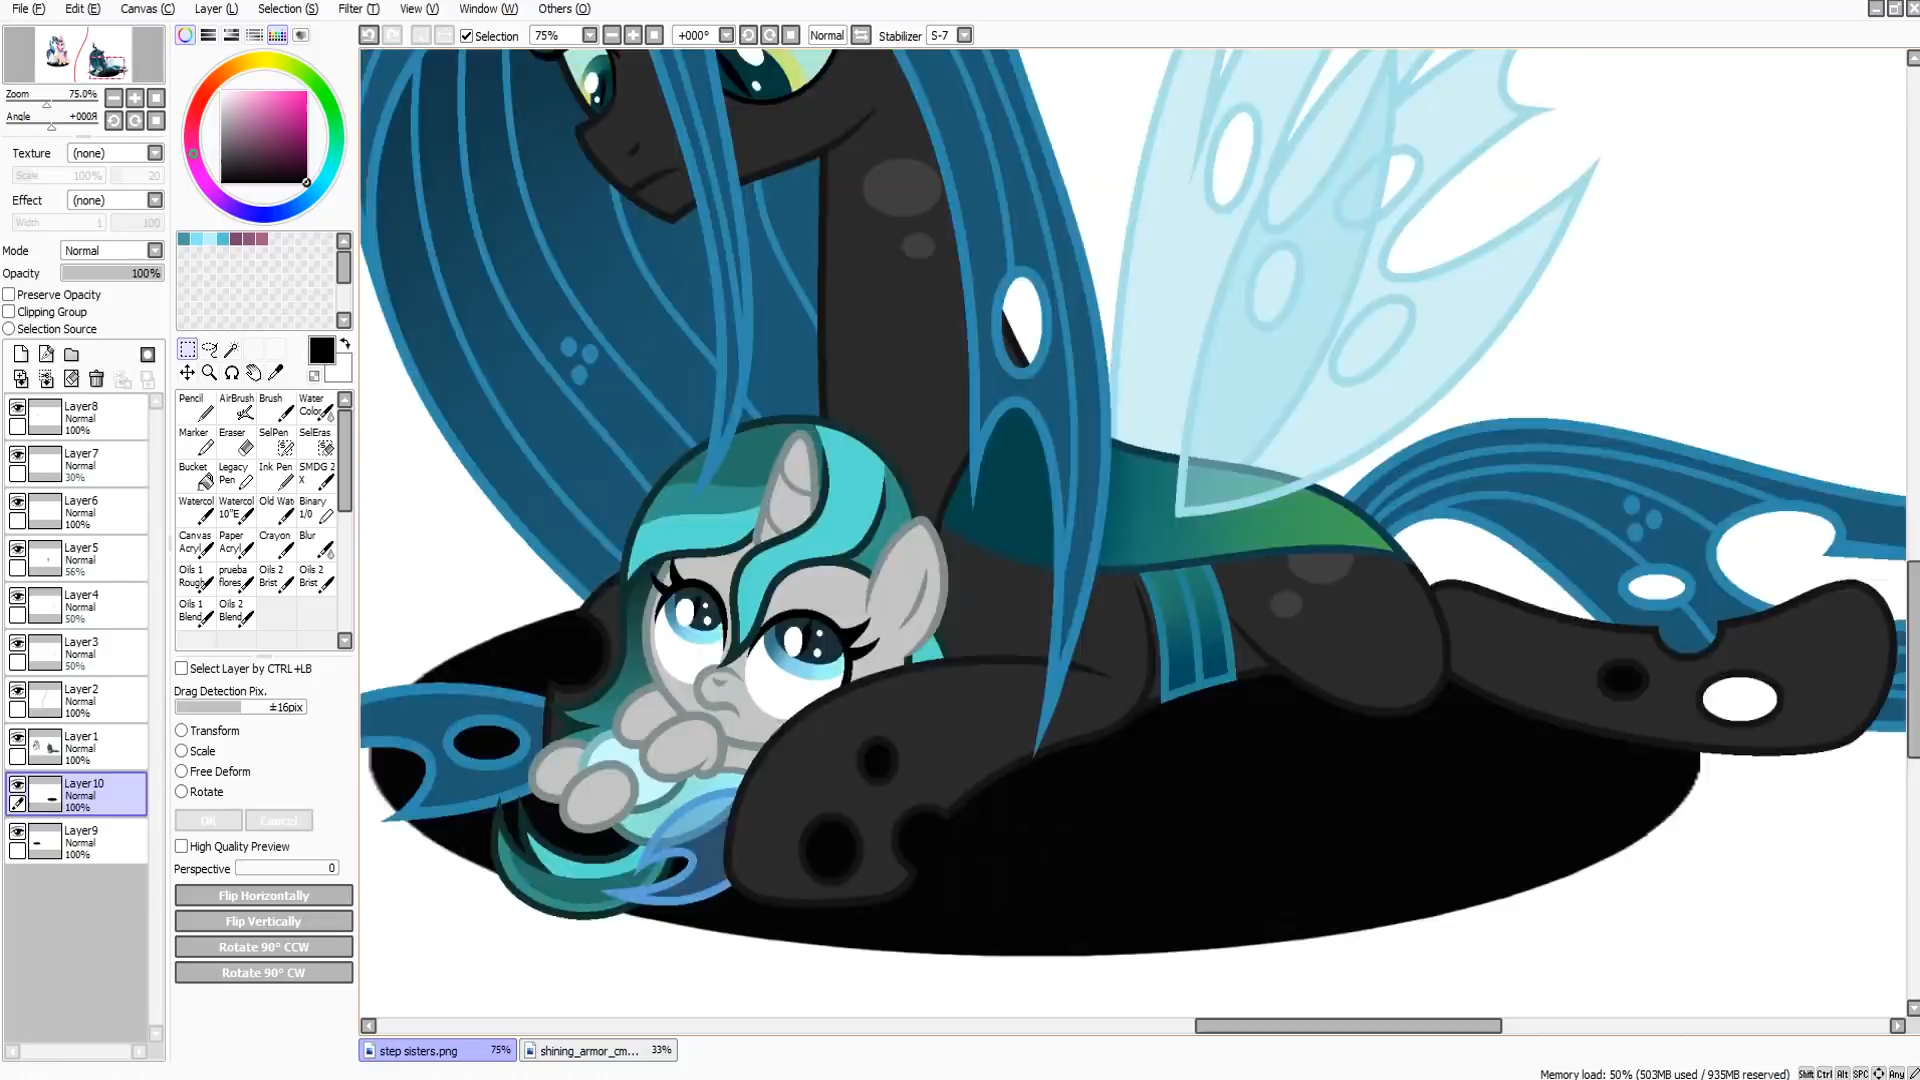 File (F) Edit (E) Canvas (C) Layer (L) Selection (S) Filter (T) View (V) Window (W) Others (O)
Selection 75% +000° Normal Stabilizer S-7
Zoom 75.0%
Angle +000Я
Texture (none)
Scale 100% 20
Effect (none)
Width 1 100
Mode Normal
Opacity 100%
Preserve Opacity
Clipping Group
Selection Source
Layer8
Normal
100%
Layer7
Normal
30%
Layer6
Normal
100%
Layer5
Normal
56%
Layer4
Normal
50%
Layer3
Normal
50%
Layer2
Normal
100%
Layer1
Normal
100%
Layer10
Normal
100%
Layer9
Normal
100%
Pencil AirBrush Brush Water Color
Marker Eraser SelPen SelEras
Bucket Legacy Pen Ink Pen SMDG 2 X
Watercol Watercol 10"E Old Wat Binary 1/0
Canvas Acryl Paper Acryl Crayon Blur
Oils 1 Rough prueba flores Oils 2 Brist Oils 2 Brist
Oils 1 Blend Oils 2 Blend
Select Layer by CTRL+LB
Drag Detection Pix.
±16pix
Transform
Scale
Free Deform
Rotate
OK Cancel
High Quality Preview
Perspective 0
Flip Horizontally
Flip Vertically
Rotate 90° CCW
Rotate 90° CW
step sisters.png 75% shining_armor_cm... 33%
Memory load: 50% (503MB used / 935MB reserved) Shift Ctrl Alt SPC Any